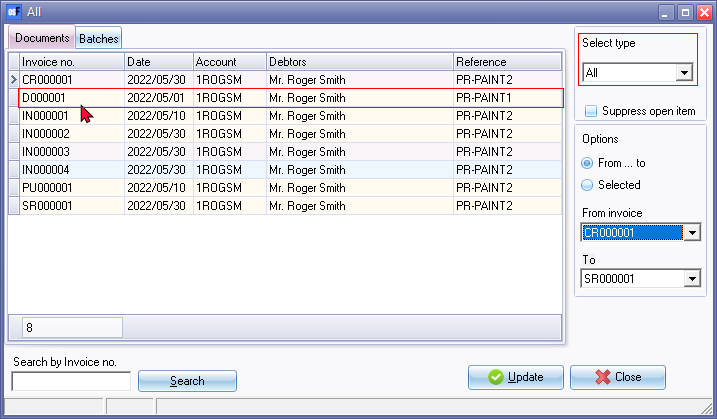 All
Documents Batches
Invoice no. Date Account Debtors Reference
CR000001 2022/05/30 1ROGSM Mr. Roger Smith PR-PAINT2
D000001 2022/05/01 1ROGSM Mr. Roger Smith PR-PAINT1
IN000001 2022/05/10 1ROGSM Mr. Roger Smith PR-PAINT2
IN000002 2022/05/30 1ROGSM Mr. Roger Smith PR-PAINT2
IN000003 2022/05/30 1ROGSM Mr. Roger Smith PR-PAINT2
IN000004 2022/05/30 1ROGSM Mr. Roger Smith PR-PAINT2
PU000001 2022/05/10 1ROGSM Mr. Roger Smith PR-PAINT2
SR000001 2022/05/30 1ROGSM Mr. Roger Smith PR-PAINT2
8
Select type
All
Suppress open item
Options
From ... to
Selected
From invoice
CR000001
To
SR000001
Search by Invoice no.
Search
Update
Close